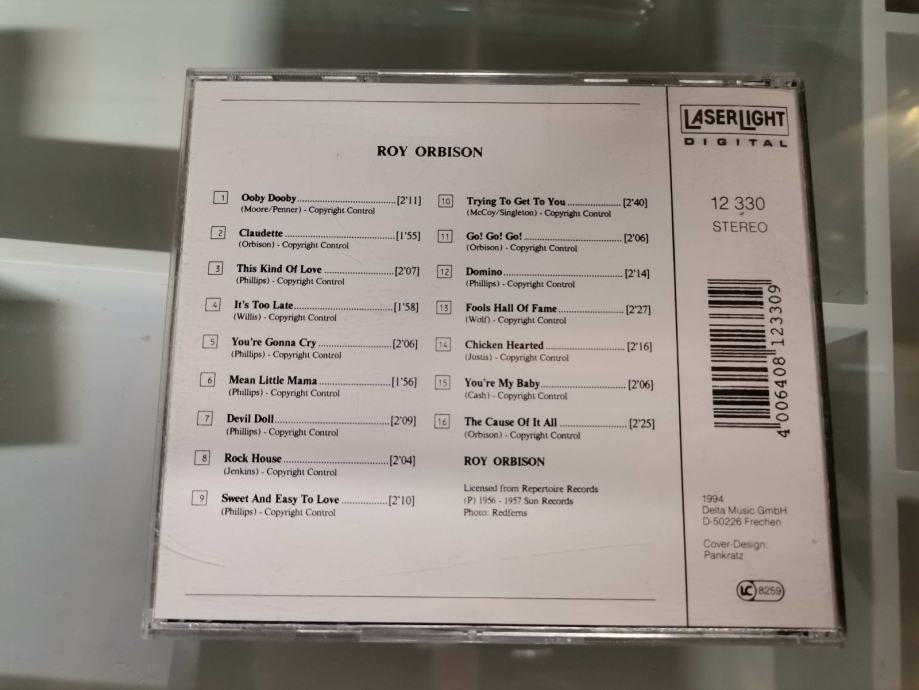 ROY ORBISON
1 Ooby Dooby [2'11]
(Moore/Penner) - Copyright Control
2 Claudette [1'55]
(Orbison) - Copyright Control
3 This Kind Of Love [2'07]
(Phillips) - Copyright Control
4 It's Too Late [1'58]
(Willis) - Copyright Control
5 You're Gonna Cry [2'06]
(Phillips) - Copyright Control
6 Mean Little Mama [1'56]
(Phillips) - Copyright Control
7 Devil Doll [2'09]
(Phillips) - Copyright Control
8 Rock House [2'04]
(Jenkins) - Copyright Control
9 Sweet And Easy To Love [2'10]
(Phillips) - Copyright Control
10 Trying To Get To You [2'40]
(McCoy/Singleton) - Copyright Control
11 Go! Go! Go! [2'06]
(Orbison) - Copyright Control
12 Domino [2'14]
(Phillips) - Copyright Control
13 Fools Hall Of Fame [2'27]
(Wolf) - Copyright Control
14 Chicken Hearted [2'16]
(Justis) - Copyright Control
15 You're My Baby [2'06]
(Cash) - Copyright Control
16 The Cause Of It All [2'25]
(Orbison) - Copyright Control
ROY ORBISON
Licensed from Repertoire Records
(P) 1956 - 1957 Sun Records
Photo: Redferns
LASERLIGHT
DIGITAL
12 330
STEREO
4 006408 123309
1994
Delta Music GmbH
D-50226 Frechen
Cover-Design:
Pankratz
LC 8259